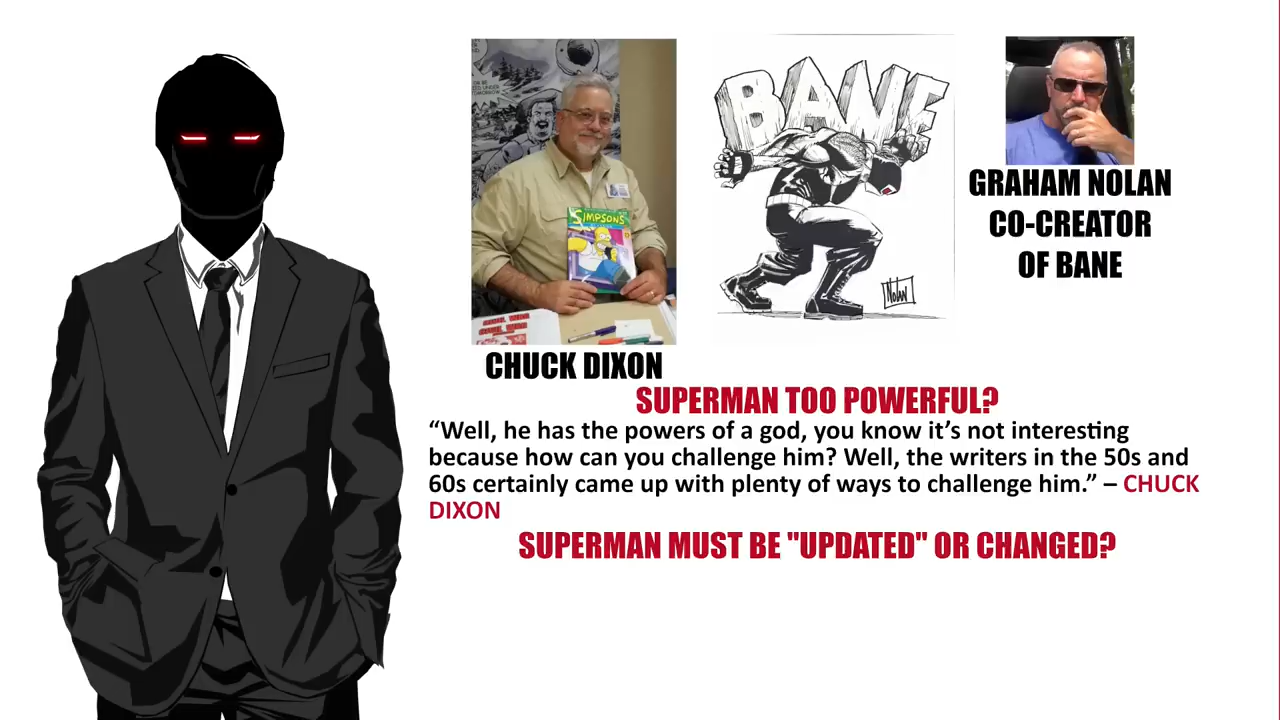 BANE
SIMPSONS
NOLAN
GRAHAM NOLAN
CO-CREATOR
OF BANE
CHUCK DIXON
SUPERMAN TOO POWERFUL?
“Well, he has the powers of a god, you know it’s not interesting
because how can you challenge him? Well, the writers in the 50s and
60s certainly came up with plenty of ways to challenge him.” – CHUCK
DIXON
SUPERMAN MUST BE "UPDATED" OR CHANGED?